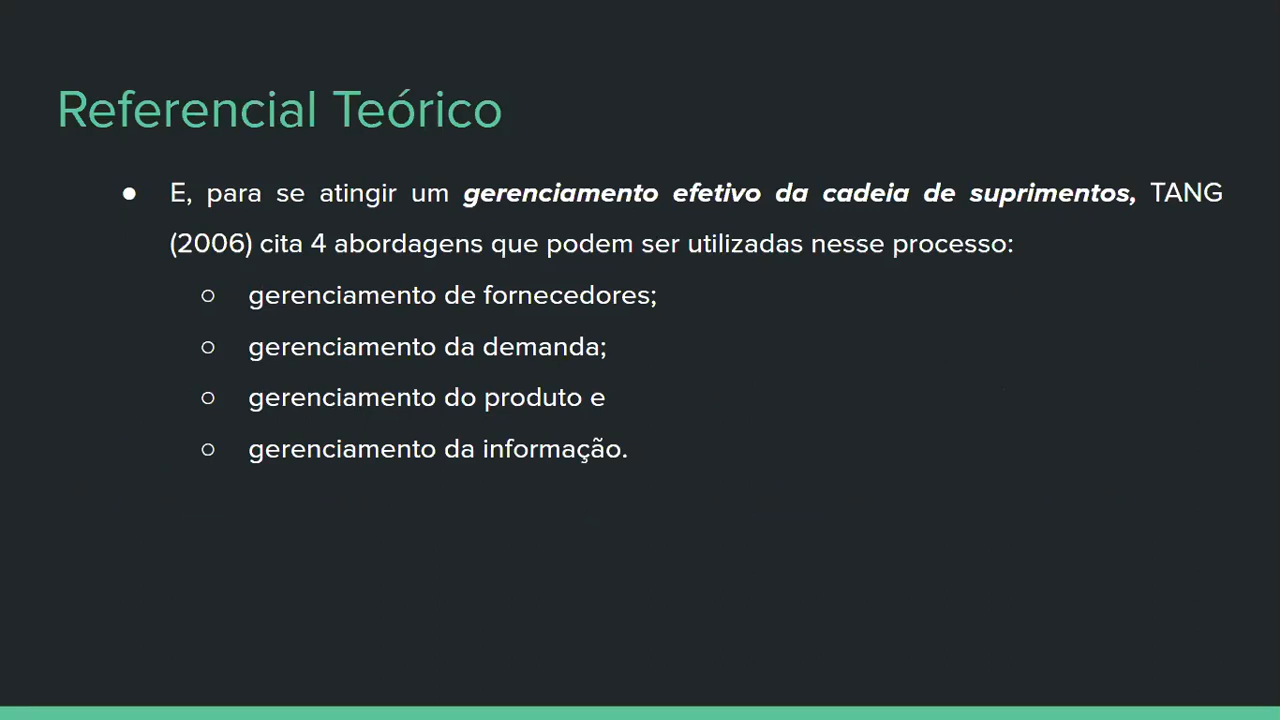 Referencial Teórico
● E, para se atingir um gerenciamento efetivo da cadeia de suprimentos, TANG
(2006) cita 4 abordagens que podem ser utilizadas nesse processo:
○ gerenciamento de fornecedores;
○ gerenciamento da demanda;
○ gerenciamento do produto e
○ gerenciamento da informação.